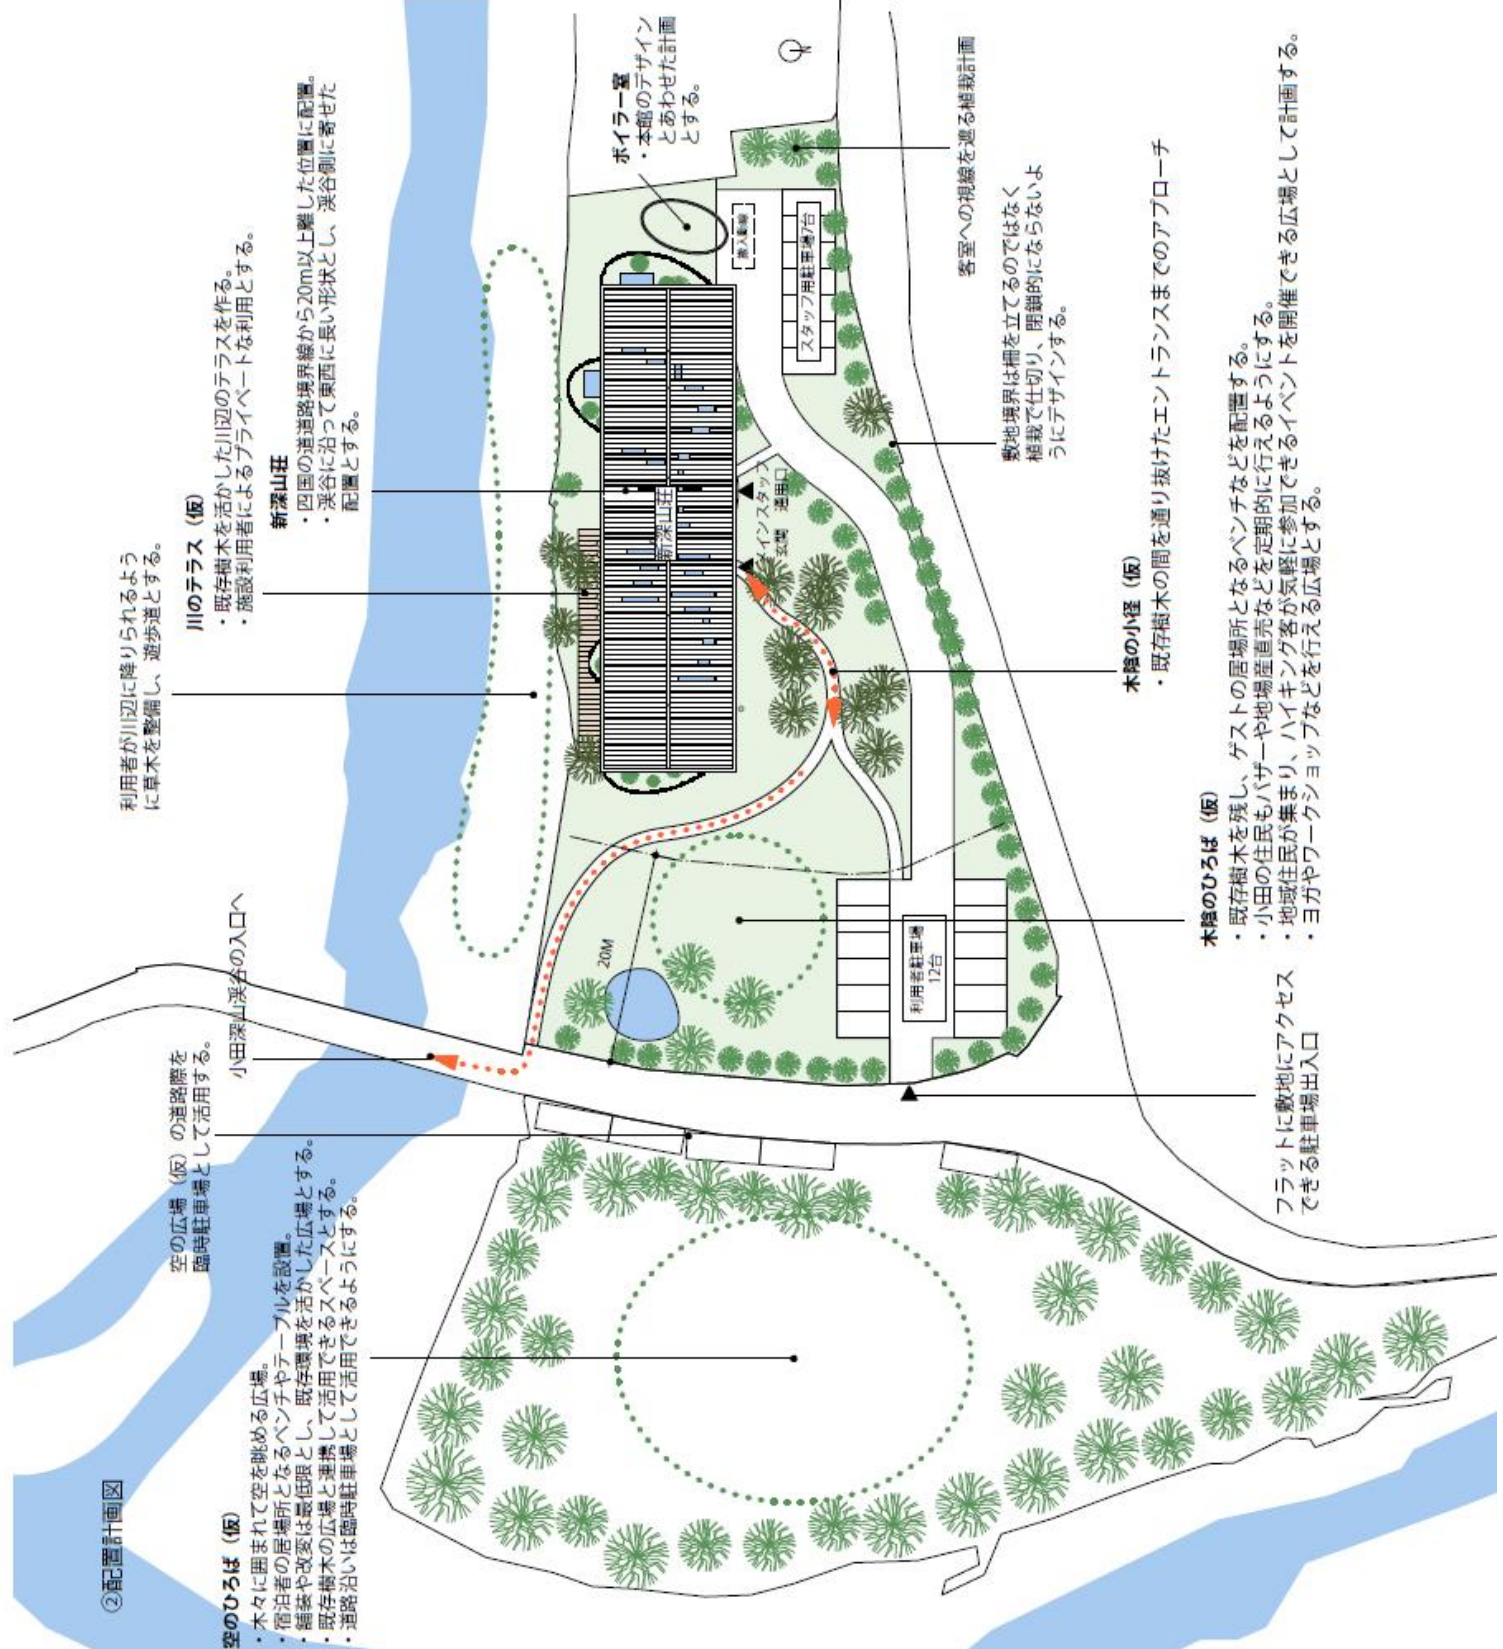 ②配置計画図
空のひろば（仮）
・木々に囲まれて空を眺める広場。
・宿泊者の居場所となるベンチやテーブルを設置。
・舗装や改変は最低限とし、既存環境を活かした広場とする。
・既存樹木の広場と連携して活用できるスペースとする。
・道路沿いは臨時駐車場として活用できるようにする。
空の広場（仮）の道路際を
臨時駐車場として活用する。
小田深山渓谷の入口へ
利用者が川辺に降りられるよう
に草木を整備し、遊歩道とする。
川のテラス（仮）
・既存樹木を活かした川辺のテラスを作る。
・施設利用者によるプライベートな利用とする。
新深山荘
・四国の道道路境界線から20m以上離した位置に配置。
・渓谷に沿って東西に長い形状とし、渓谷側に寄せた
配置とする。
ボイラー室
・本館のデザイン
とあわせた計画
とする。
N
搬入動線
スタッフ用駐車場7台
新深山荘
メイン
玄関
スタッフ
通用口
20M
利用者駐車場
12台
客室への視線を遮る植栽計画
敷地境界は柵を立てるのではなく
植栽で仕切り、閉鎖的にならないよ
うにデザインする。
木陰の小径（仮）
・既存樹木の間を通り抜けたエントランスまでのアプローチ
木陰のひろば（仮）
・既存樹木を残し、ゲストの居場所となるベンチなどを配置する。
・小田の住民もバザーや地場産直売などを定期的に行えるようにする。
・地域住民が集まり、ハイキング客が気軽に参加できるイベントを開催できる広場として計画する。
・ヨガやワークショップなどを行える広場とする。
フラットに敷地にアクセス
できる駐車場出入口